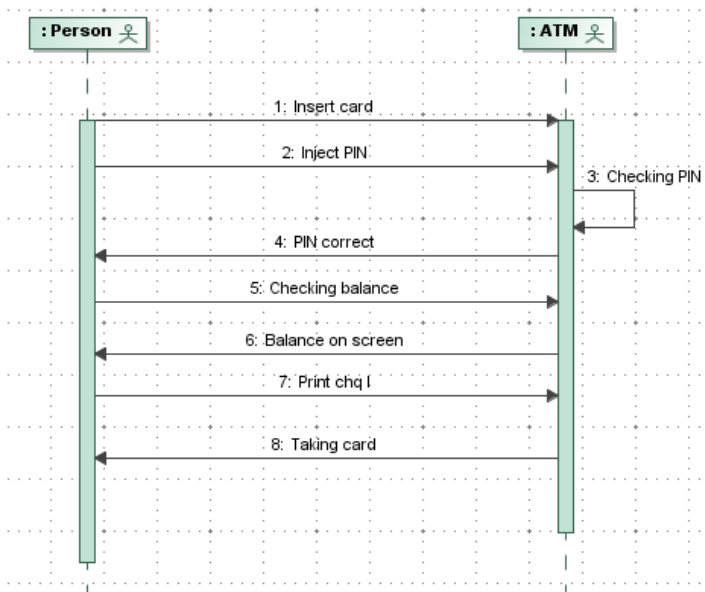 : Person
: ATM
1: Insert card
2: Inject PIN
3: Checking PIN
4: PIN correct
5: Checking balance
6: Balance on screen
7: Print chq l
8: Taking card